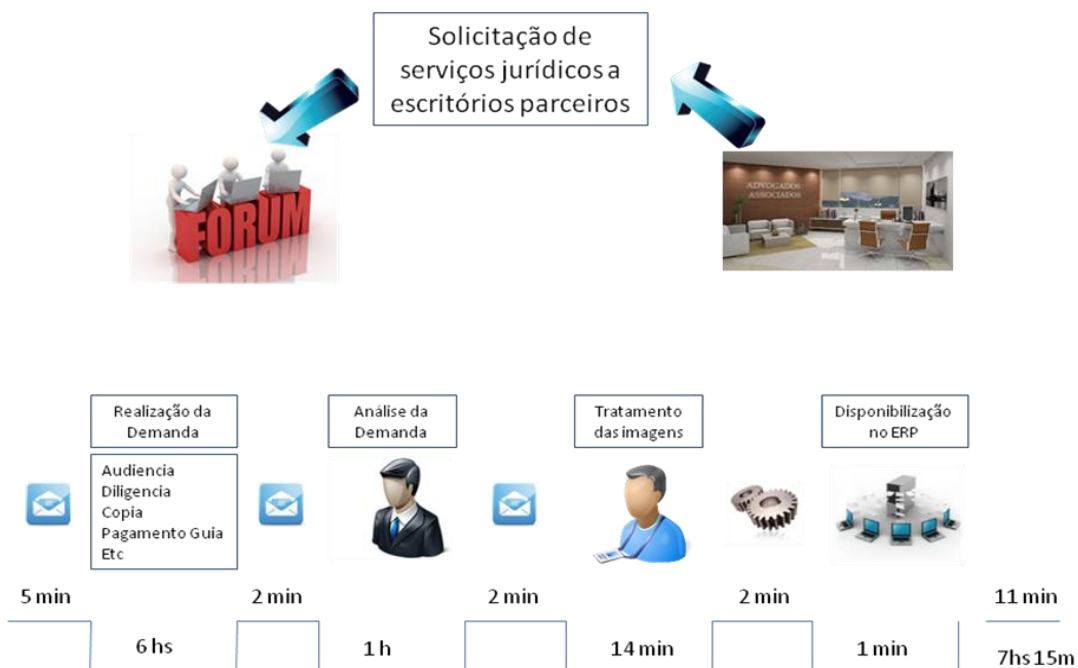 Solicitação de
serviços jurídicos a
escritórios parceiros
FORUM
ADVOGADOS
ASSOCIADOS
Realização da
Demanda
Análise da
Demanda
Tratamento
das imagens
Disponibilização
no ERP
Audiencia
Diligencia
Copia
Pagamento Guia
Etc
5 min
2 min
2 min
2 min
11 min
6 hs
1 h
14 min
1 min
7hs 15m